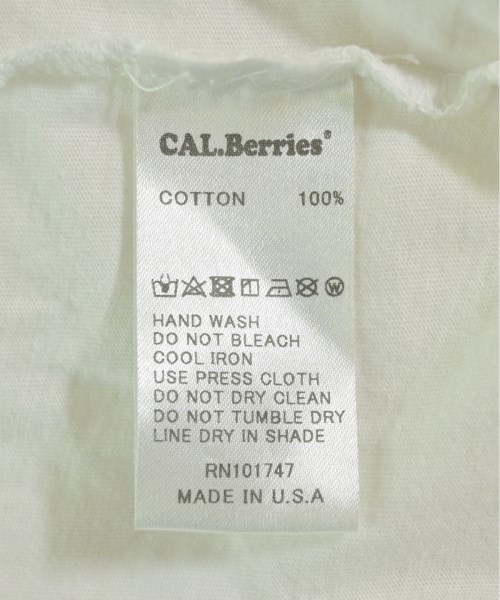 CAL.Berries®
COTTON 100%
W
HAND WASH
DO NOT BLEACH
COOL IRON
USE PRESS CLOTH
DO NOT DRY CLEAN
DO NOT TUMBLE DRY
LINE DRY IN SHADE
RN101747
MADE IN U.S.A